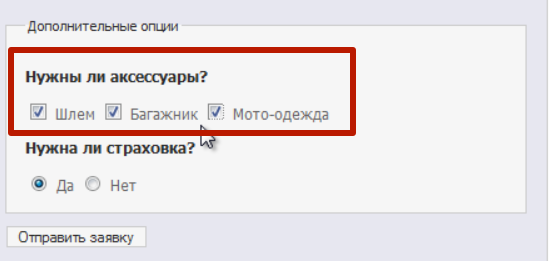 Дополнительные опции
Нужны ли аксессуары?
Шлем Багажник Мото-одежда
Нужна ли страховка?
Да Нет
Отправить заявку